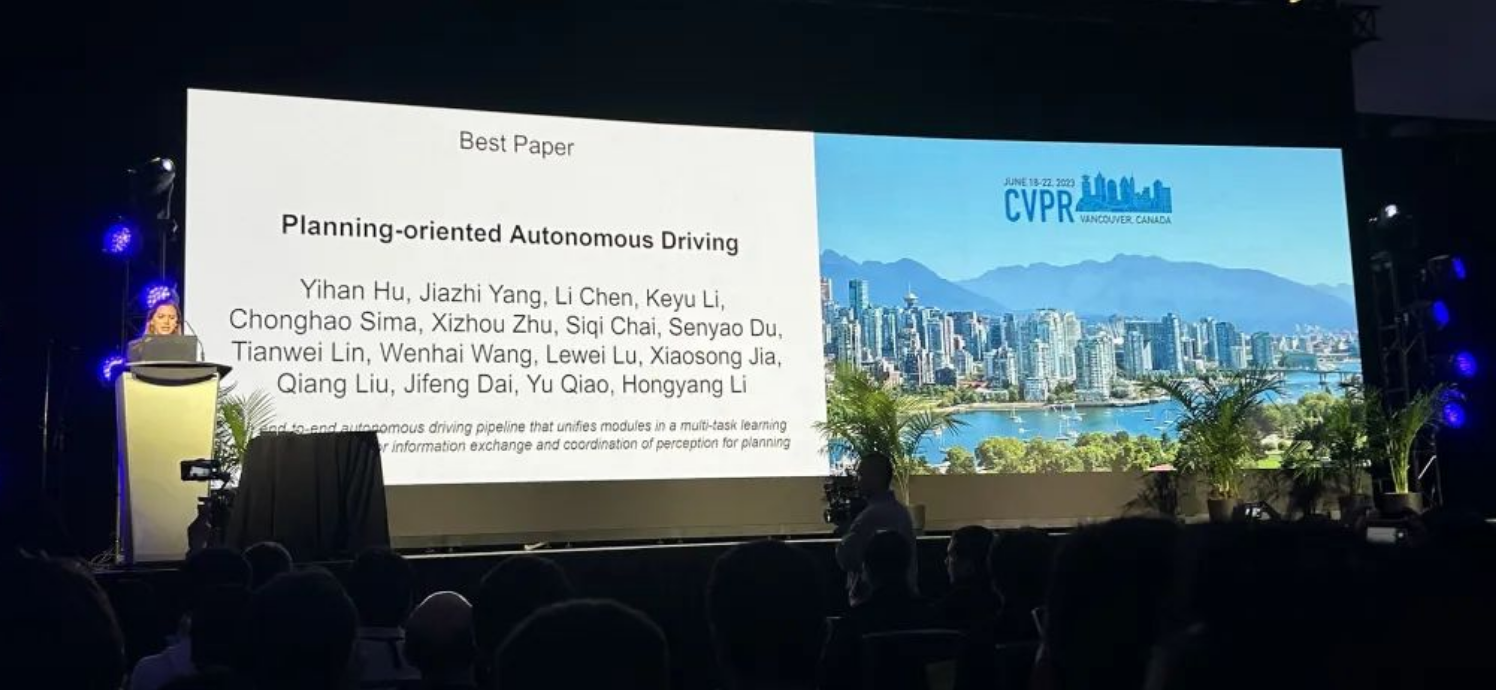 Best Paper
Planning-oriented Autonomous Driving
Yihan Hu, Jiazhi Yang, Li Chen, Keyu Li,
Chonghao Sima, Xizhou Zhu, Siqi Chai, Senyao Du,
Tianwei Lin, Wenhai Wang, Lewei Lu, Xiaosong Jia,
Qiang Liu, Jifeng Dai, Yu Qiao, Hongyang Li
end-to-end autonomous driving pipeline that unifies modules in a multi-task learning
information exchange and coordination of perception for planning
JUNE 18-22, 2023
CVPR
VANCOUVER, CANADA